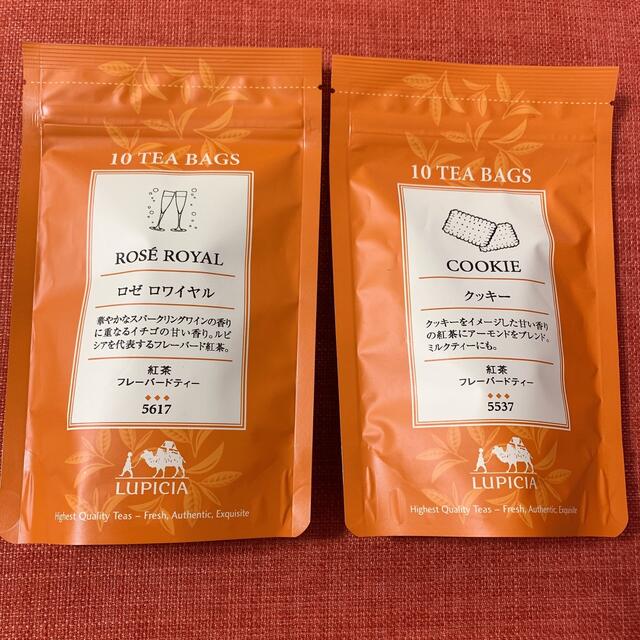 10 TEA BAGS
ROSÉ ROYAL
ロゼ ロワイヤル
華やかなスパークリングワインの香り
に重なるイチゴの甘い香り。ルピ
シアを代表するフレーバード紅茶。
紅茶
フレーバードティー
5617
LUPICIA
Highest Quality Teas – Fresh, Authentic, Exquisite
10 TEA BAGS
COOKIE
クッキー
クッキーをイメージした甘い香り
の紅茶にアーモンドをブレンド。
ミルクティーにも。
紅茶
フレーバードティー
5537
LUPICIA
Highest Quality Teas – Fresh, Authentic, Exquisite